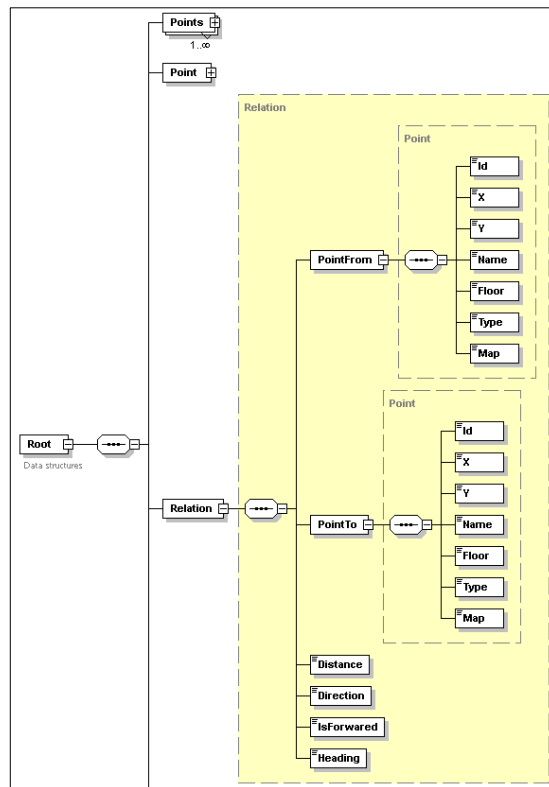 Points
1..∞
Point
Relation
Point
Id
X
Y
PointFrom
Name
Floor
Type
Map
Point
Id
Root
X
Data structures
Y
Relation
PointTo
Name
Floor
Type
Map
Distance
Direction
IsForwared
Heading